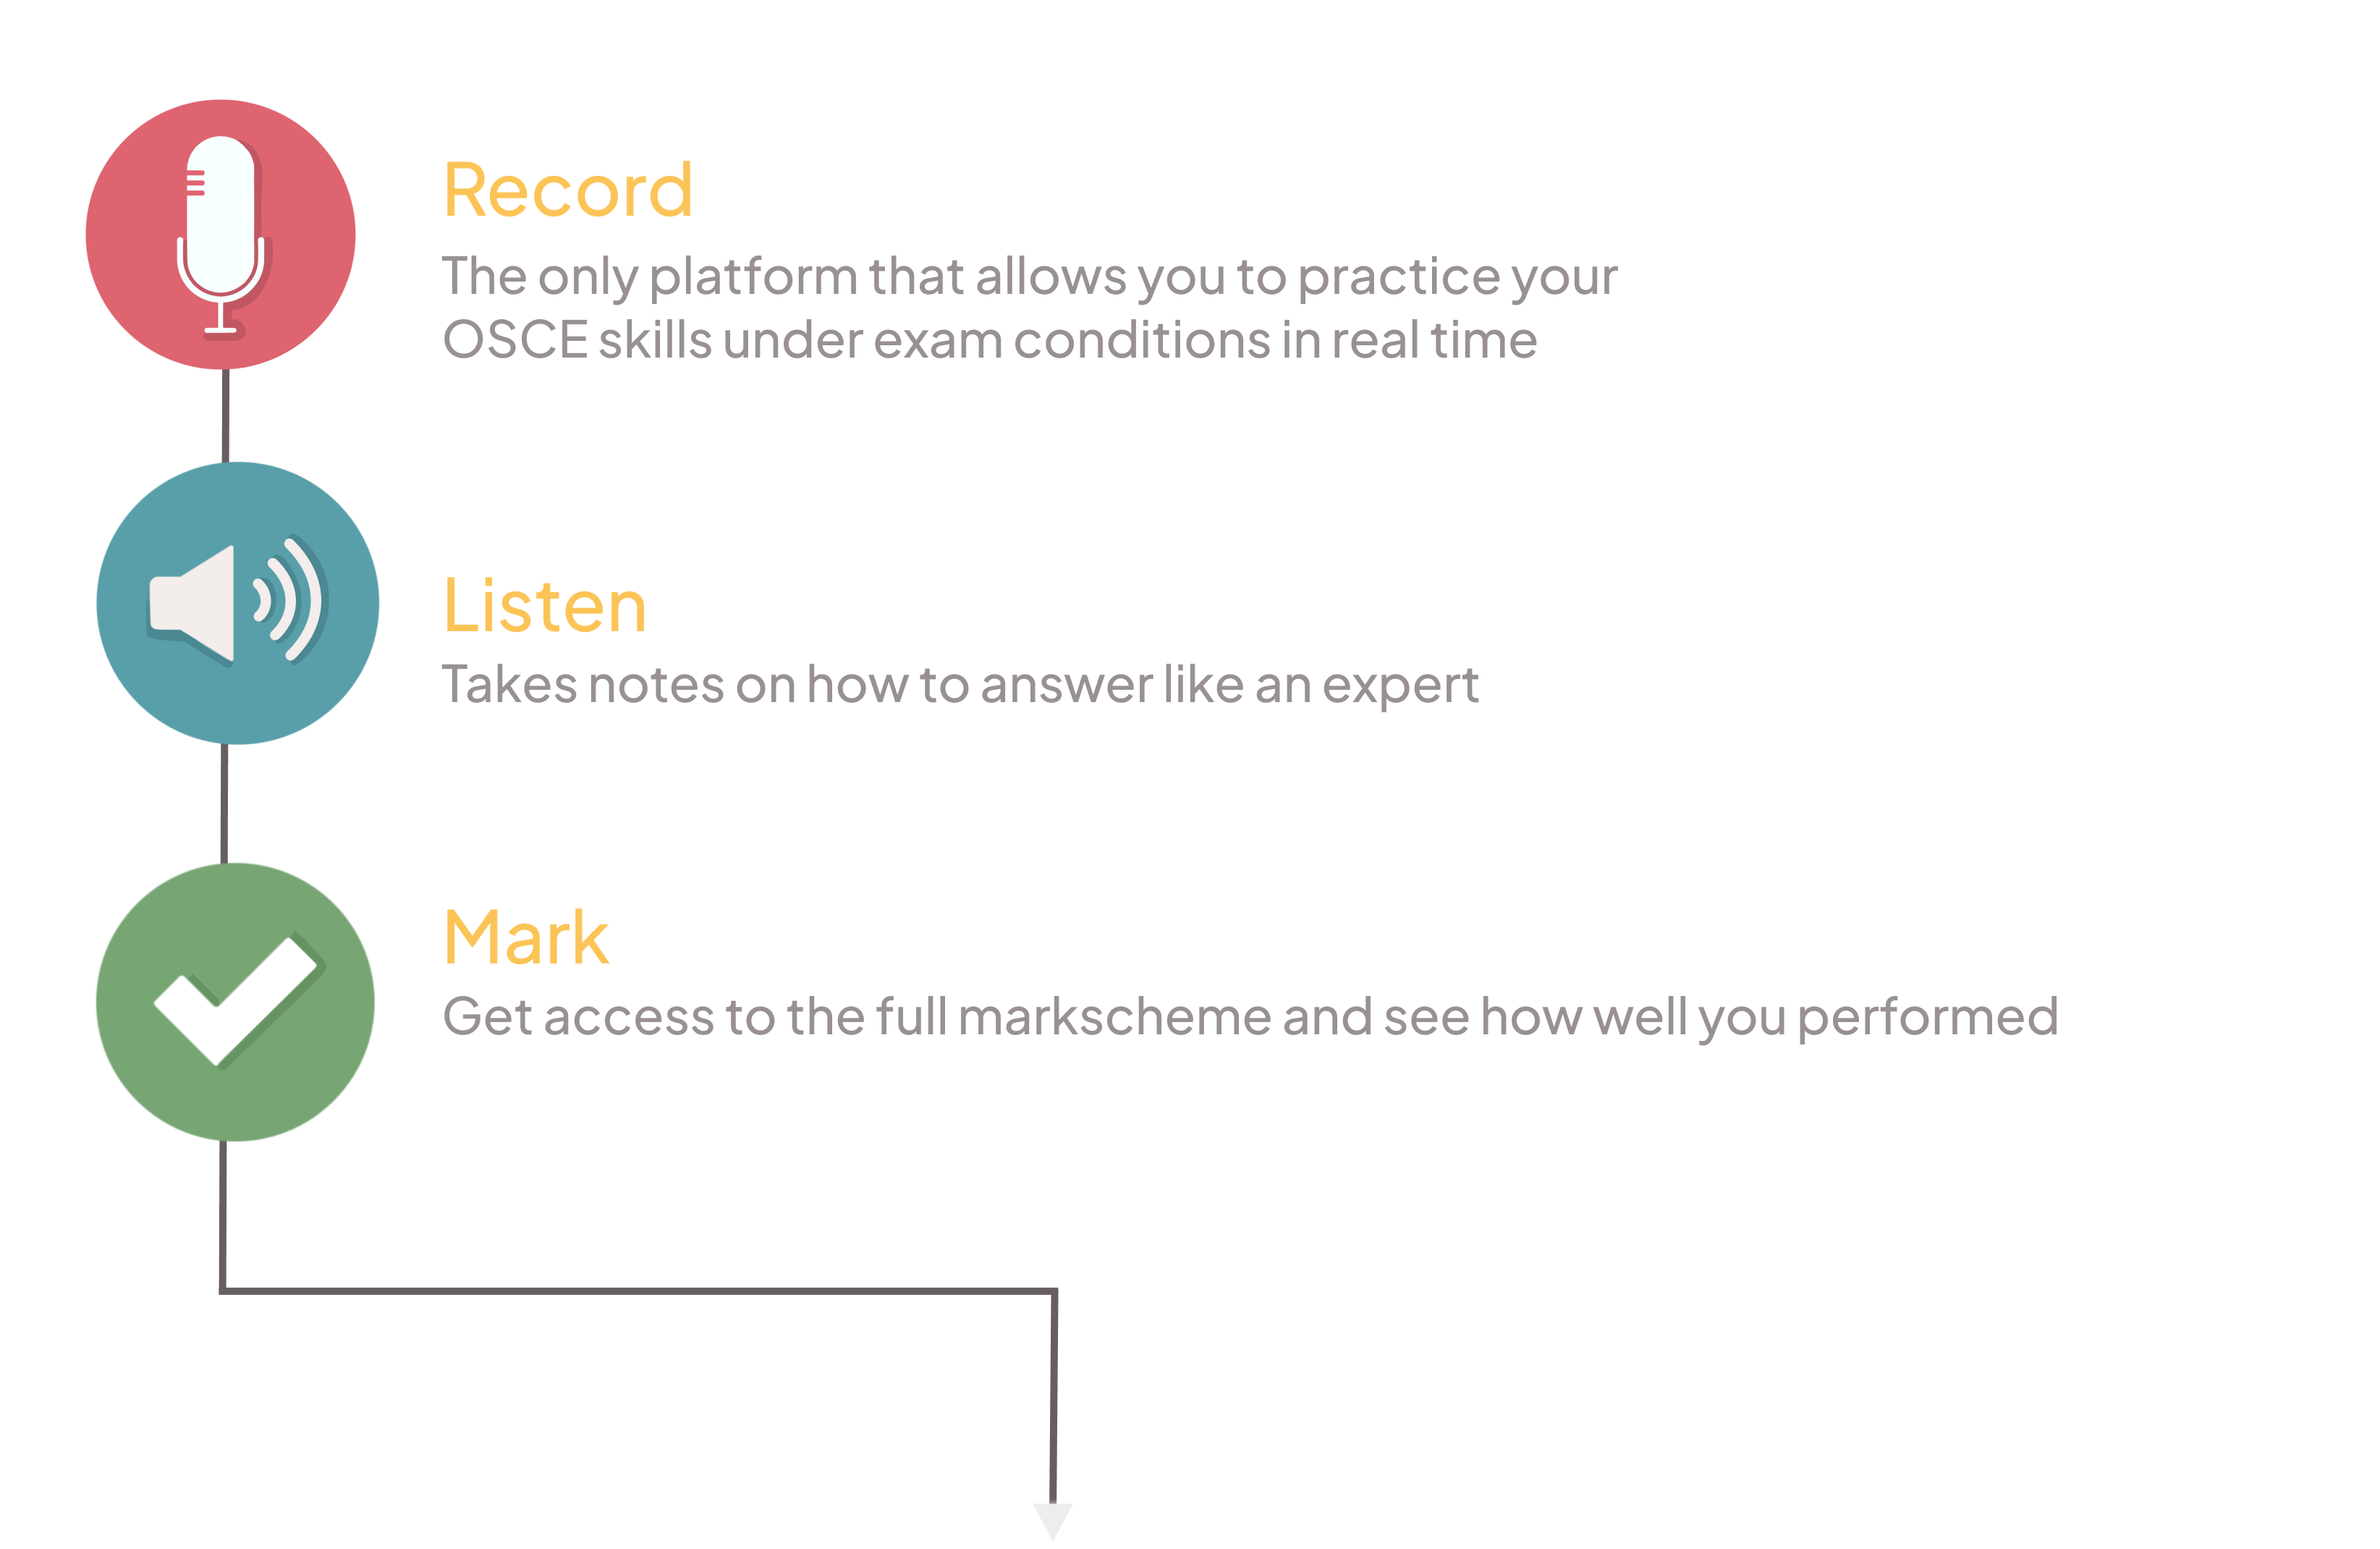 Record
The only platform that allows you to practice your
OSCE skills under exam conditions in real time
Listen
Takes notes on how to answer like an expert
Mark
Get access to the full mark scheme and see how well you performed